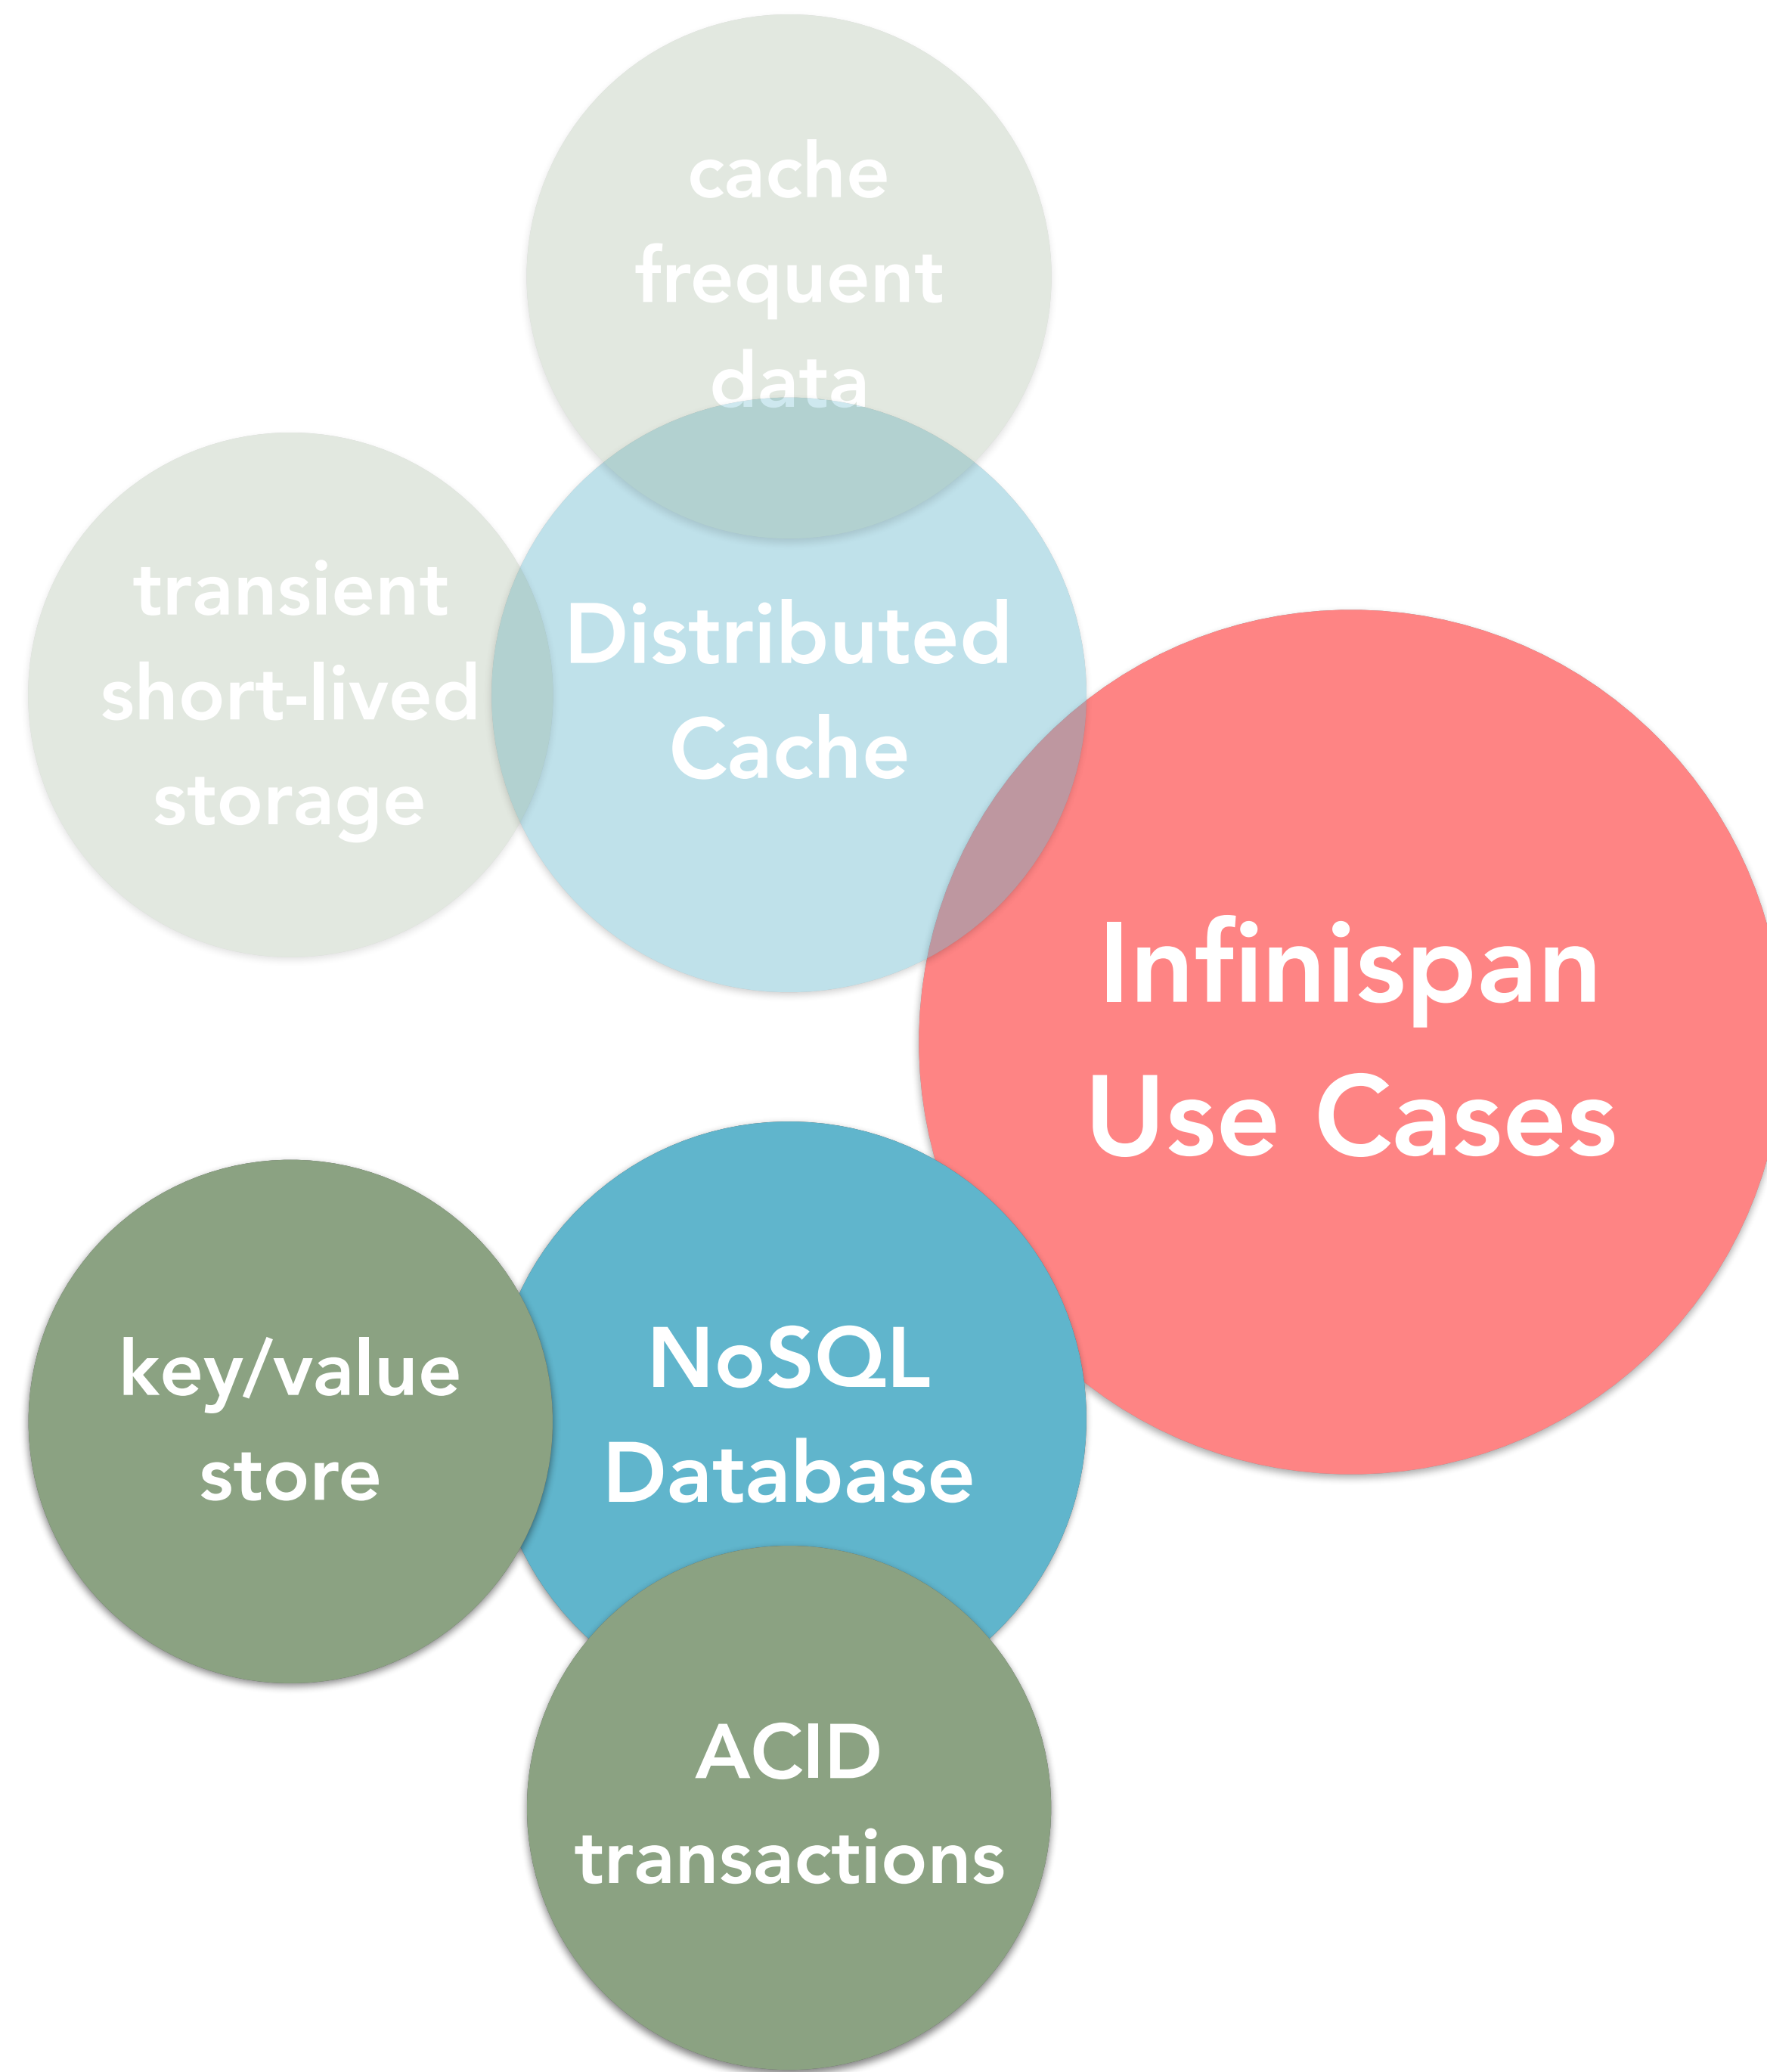 cache
frequent
data
transient
short-lived
storage
Distributed
Cache
Infinispan
Use Cases
key/value
store
NoSQL
Database
ACID
transactions